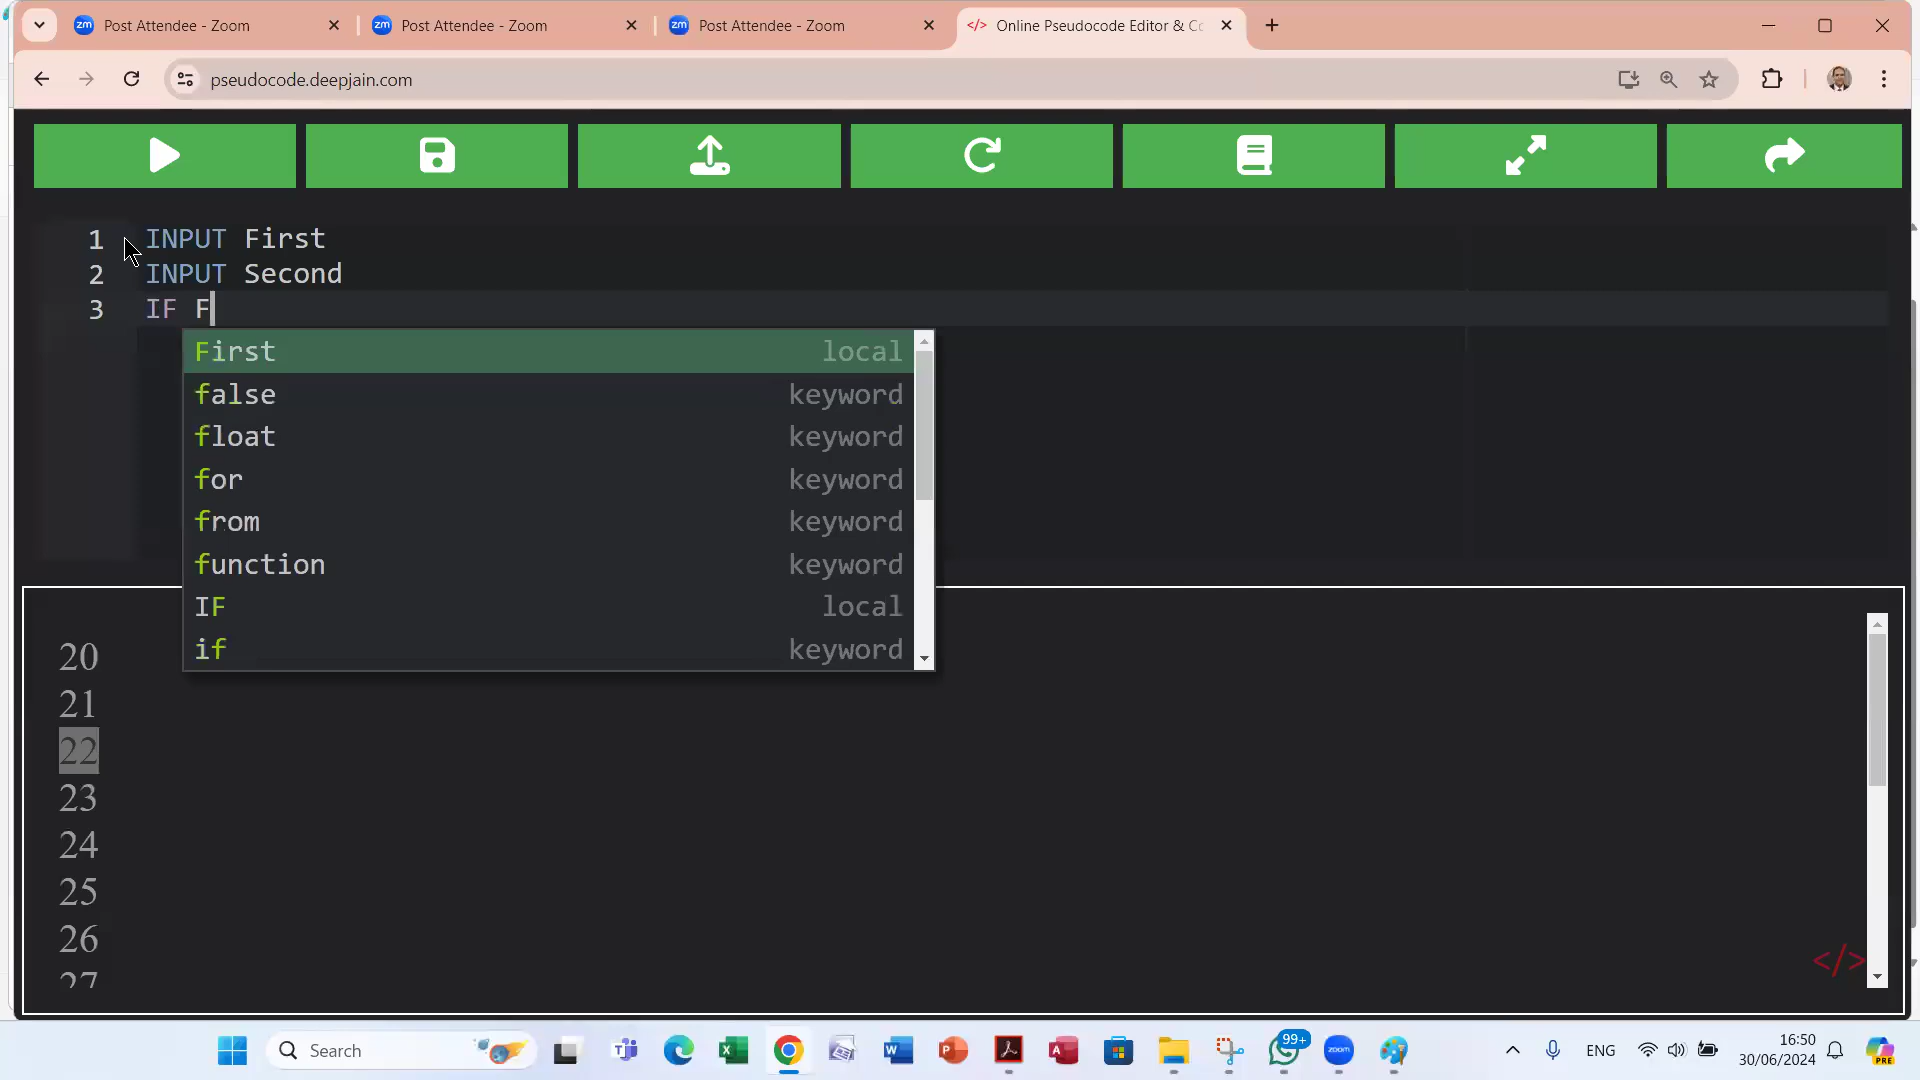 Post Attendee - Zoom
Post Attendee - Zoom
Post Attendee - Zoom
</> Online Pseudocode Editor & Cc
pseudocode.deepjain.com
1 INPUT First
2 INPUT Second
3 IF F
First local
false keyword
float keyword
for keyword
from keyword
function keyword
IF local
if keyword
20
21
22
23
24
25
26
27
</>
Search
99+
ENG
16:50
30/06/2024
PRE